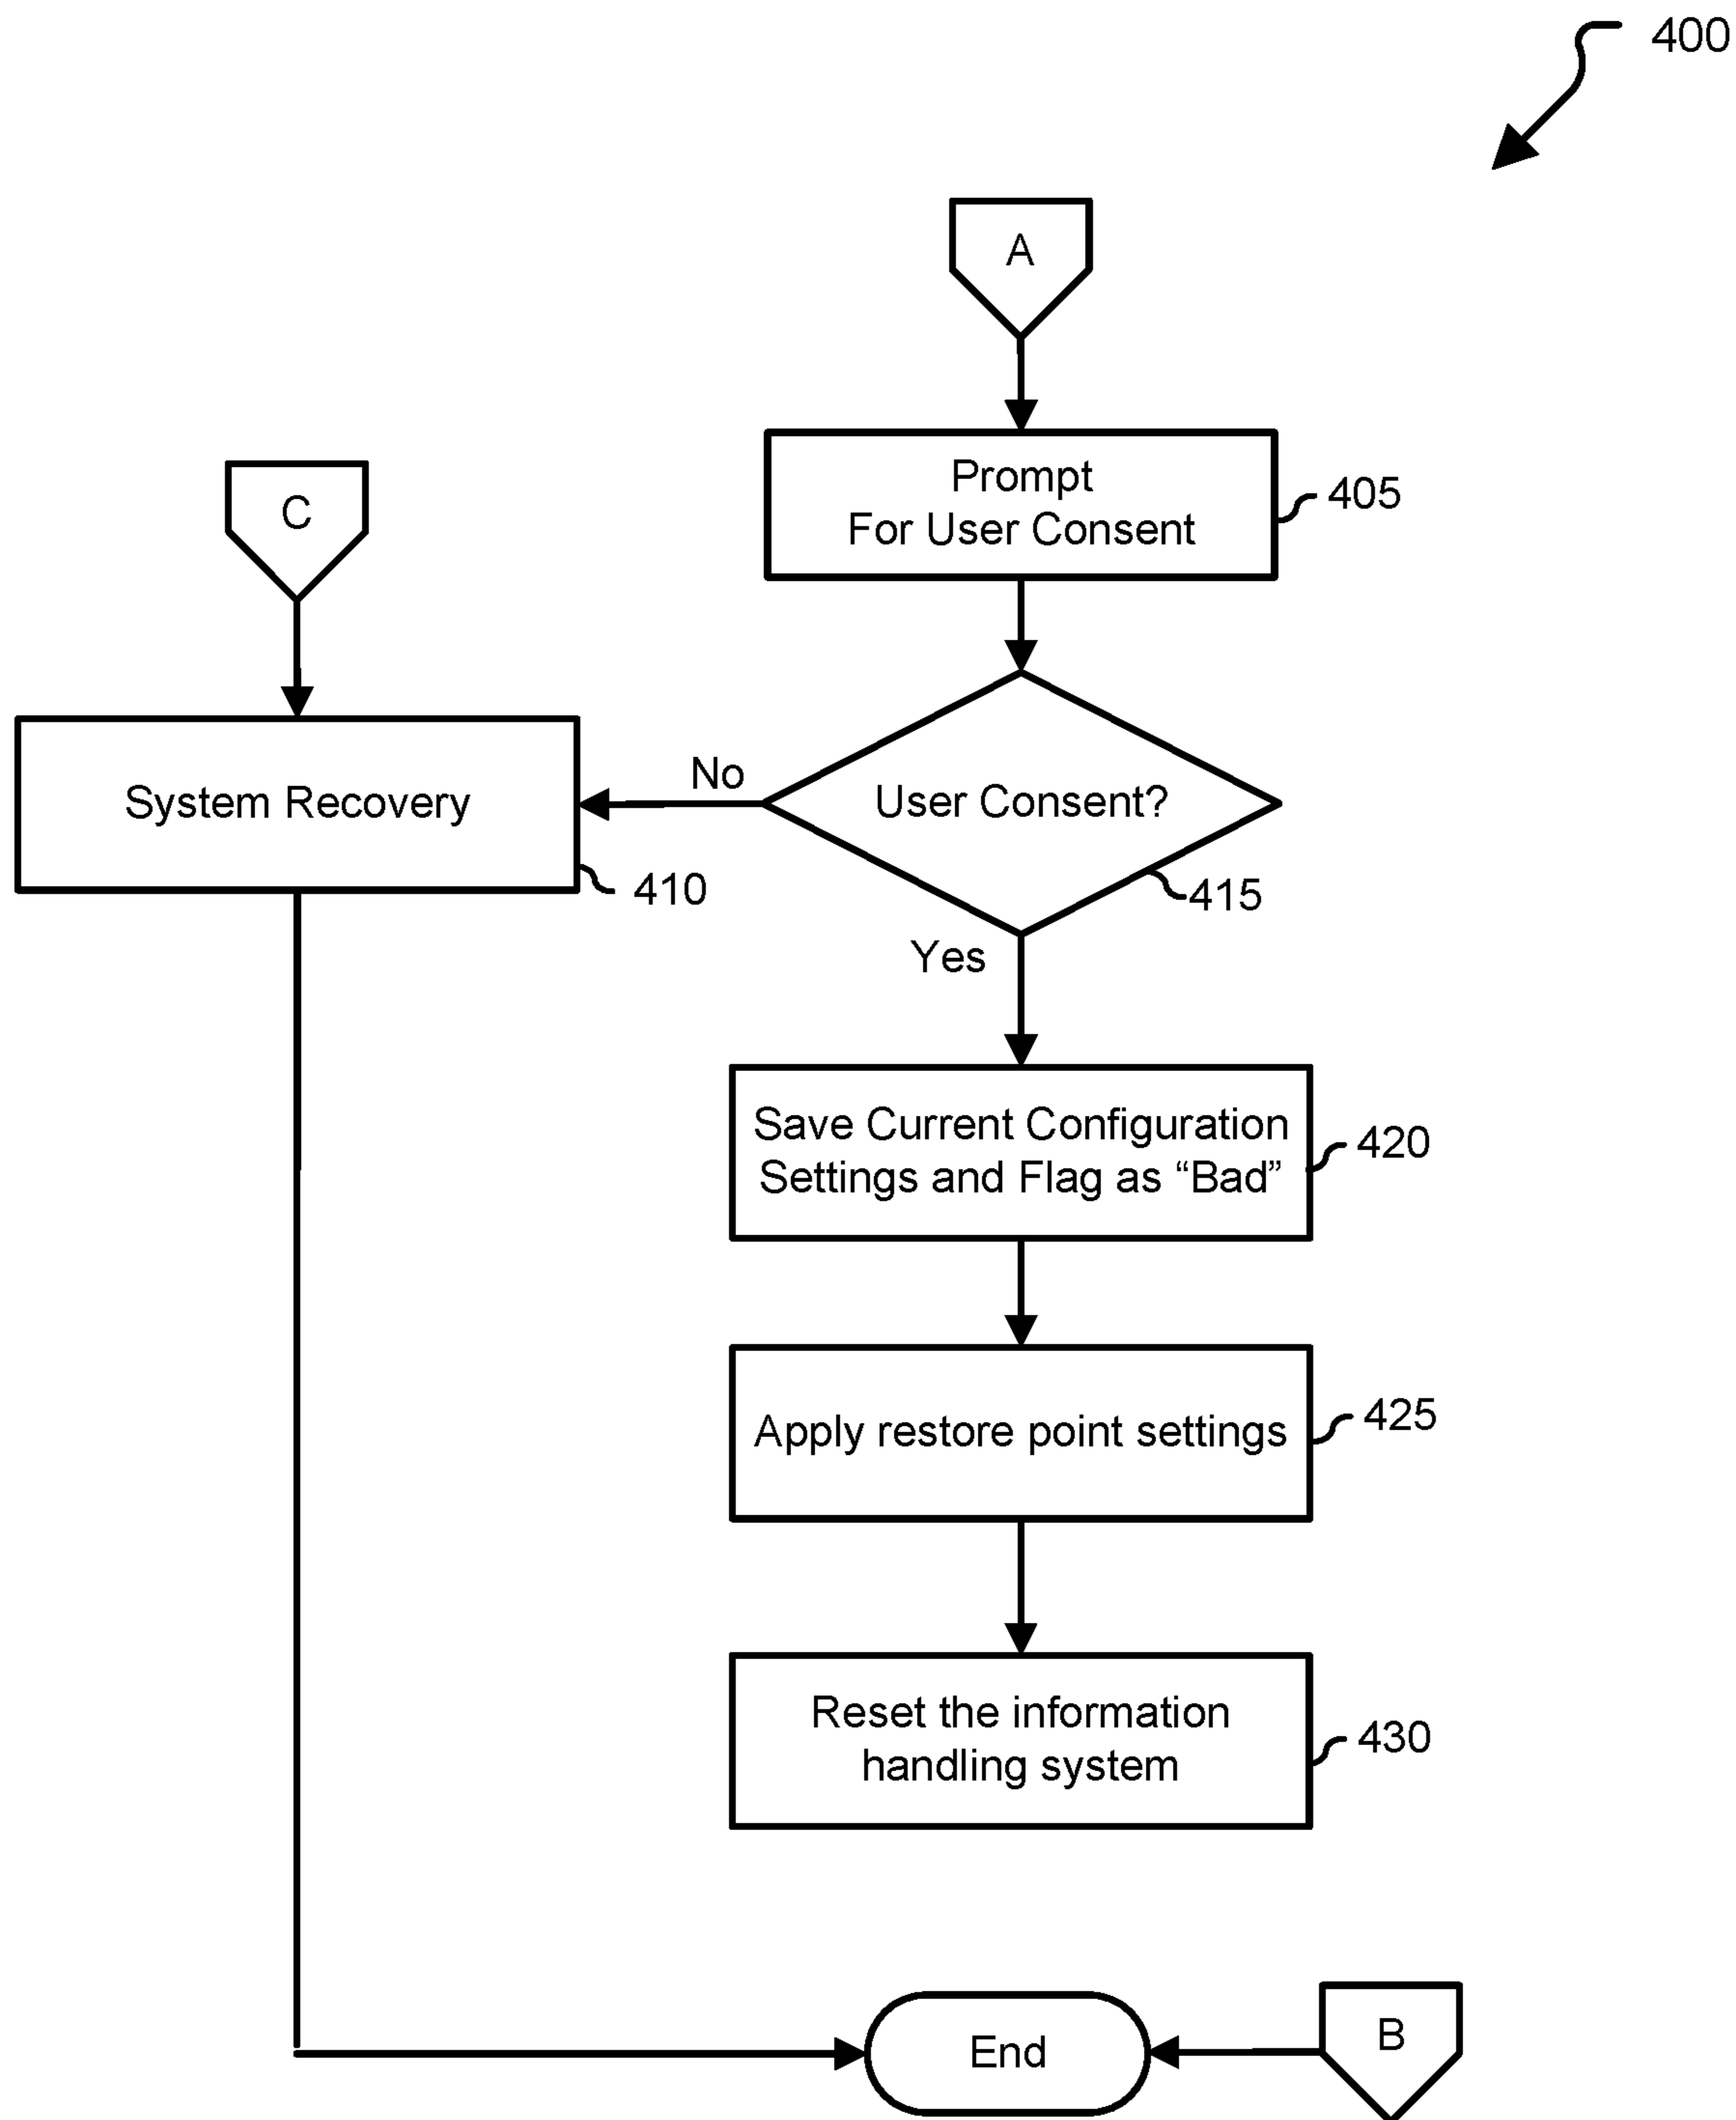 400
A
Prompt
For User Consent
405
C
System Recovery
410
No
User Consent?
415
Yes
Save Current Configuration
Settings and Flag as “Bad”
420
Apply restore point settings
425
Reset the information
handling system
430
End
B